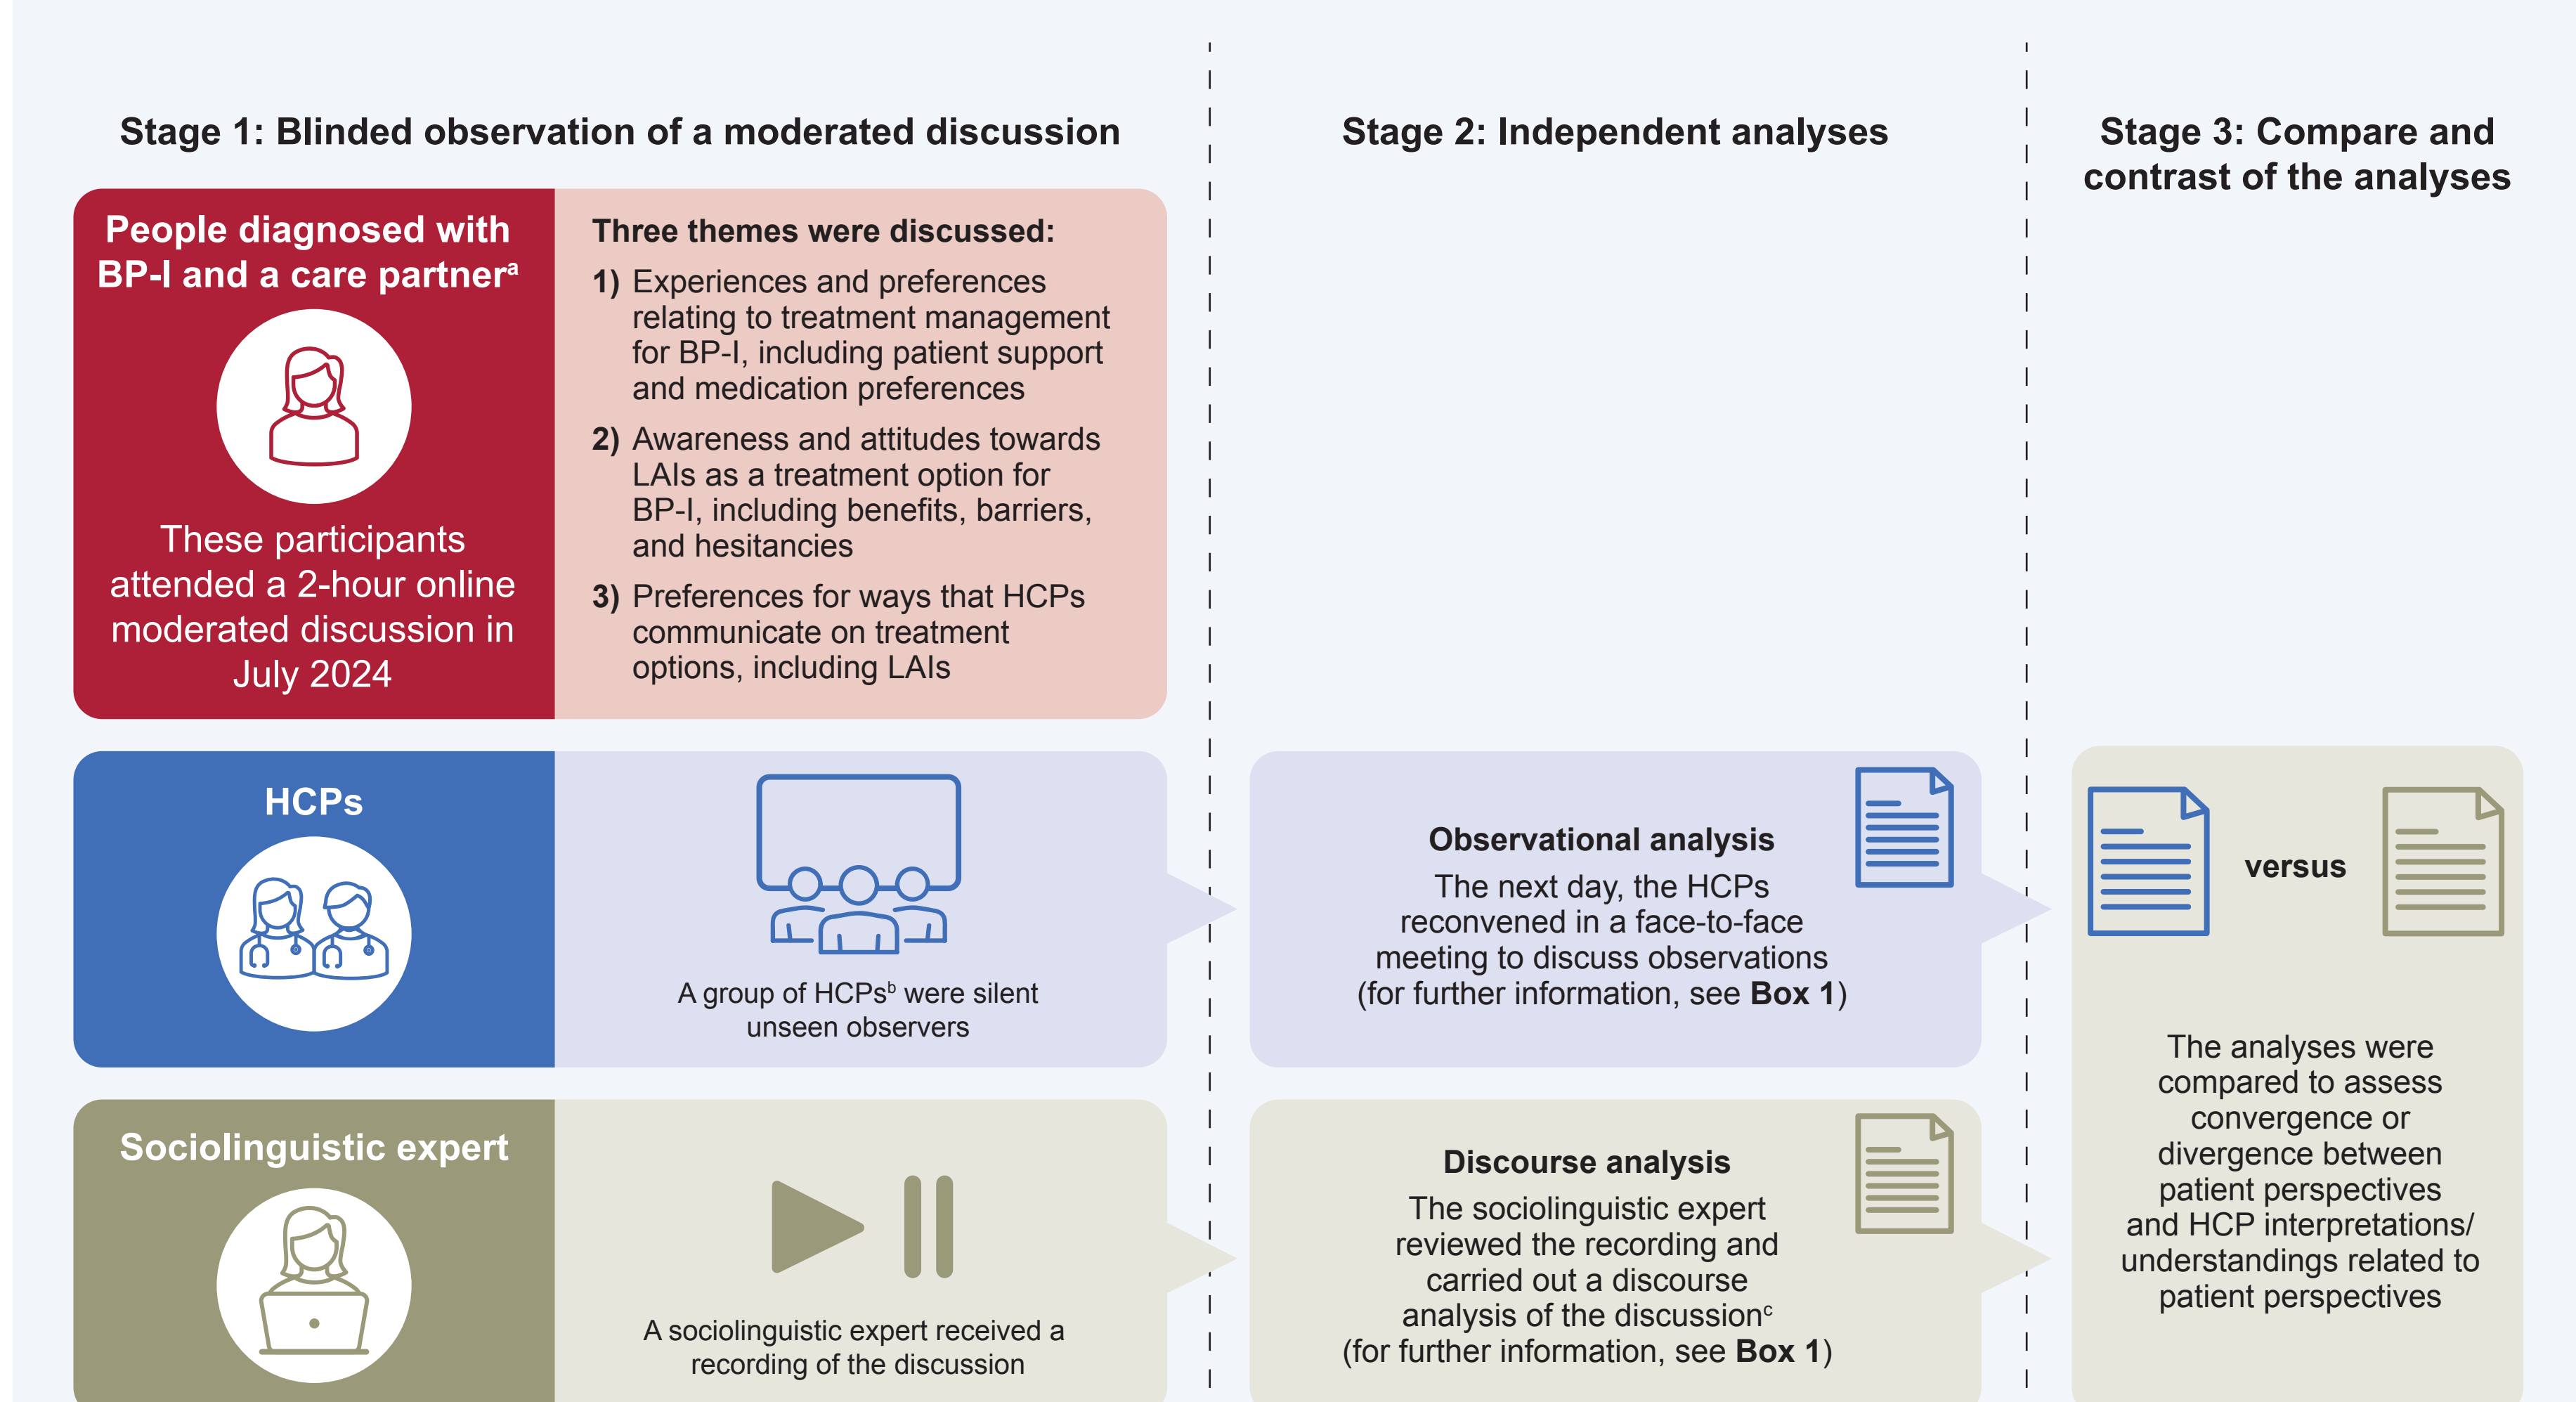 Stage 1: Blinded observation of a moderated discussion
People diagnosed with
BP-I and a care partnerᵃ
These participants
attended a 2-hour online
moderated discussion in
July 2024
Three themes were discussed:
1) Experiences and preferences
relating to treatment management
for BP-I, including patient support
and medication preferences
2) Awareness and attitudes towards
LAIs as a treatment option for
BP-I, including benefits, barriers,
and hesitancies
3) Preferences for ways that HCPs
communicate on treatment
options, including LAIs
HCPs
A group of HCPsᵇ were silent
unseen observers
Sociolinguistic expert
A sociolinguistic expert received a
recording of the discussion
Stage 2: Independent analyses
Observational analysis
The next day, the HCPs
reconvened in a face-to-face
meeting to discuss observations
(for further information, see Box 1)
Discourse analysis
The sociolinguistic expert
reviewed the recording and
carried out a discourse
analysis of the discussionᶜ
(for further information, see Box 1)
Stage 3: Compare and
contrast of the analyses
versus
The analyses were
compared to assess
convergence or
divergence between
patient perspectives
and HCP interpretations/
understandings related to
patient perspectives